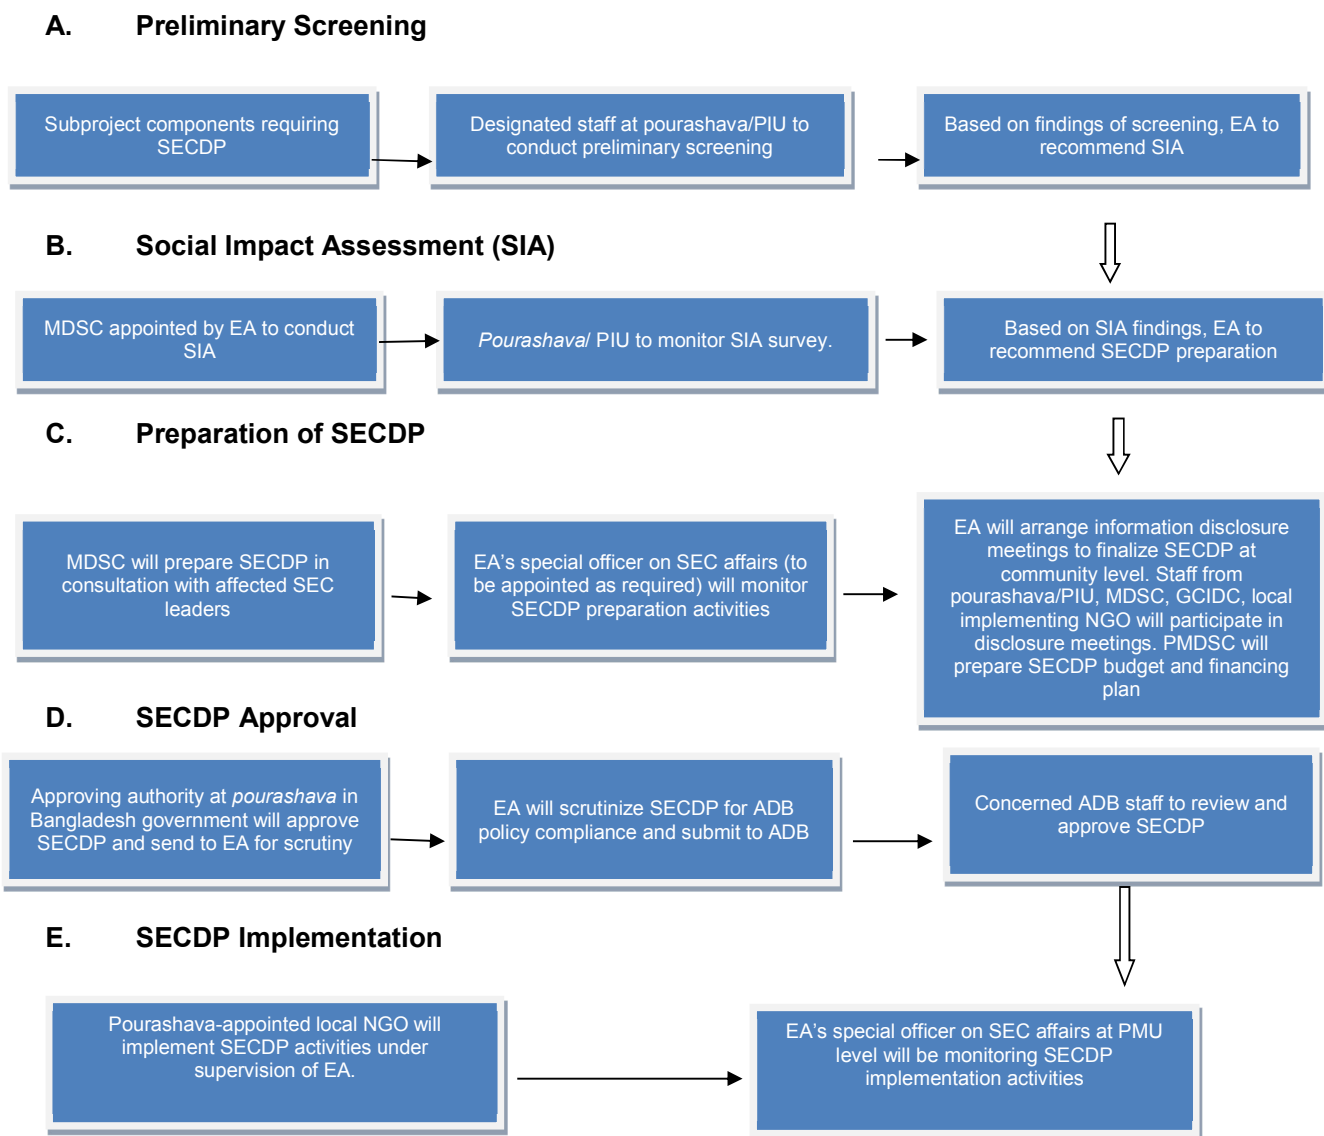 A. Preliminary Screening
Subproject components requiring
SECDP
Designated staff at pourashava/PIU to
conduct preliminary screening
Based on findings of screening, EA to
recommend SIA
B. Social Impact Assessment (SIA)
MDSC appointed by EA to conduct
SIA
Pourashava/ PIU to monitor SIA survey.
Based on SIA findings, EA to
recommend SECDP preparation
C. Preparation of SECDP
MDSC will prepare SECDP in
consultation with affected SEC
leaders
EA's special officer on SEC affairs (to
be appointed as required) will monitor
SECDP preparation activities
EA will arrange information disclosure
meetings to finalize SECDP at
community level. Staff from
pourashava/PIU, MDSC, GCIDC, local
implementing NGO will participate in
disclosure meetings. PMDSC will
prepare SECDP budget and financing
plan
D. SECDP Approval
Approving authority at pourashava in
Bangladesh government will approve
SECDP and send to EA for scrutiny
EA will scrutinize SECDP for ADB
policy compliance and submit to ADB
Concerned ADB staff to review and
approve SECDP
E. SECDP Implementation
Pourashava-appointed local NGO will
implement SECDP activities under
supervision of EA.
EA's special officer on SEC affairs at PMU
level will be monitoring SECDP
implementation activities